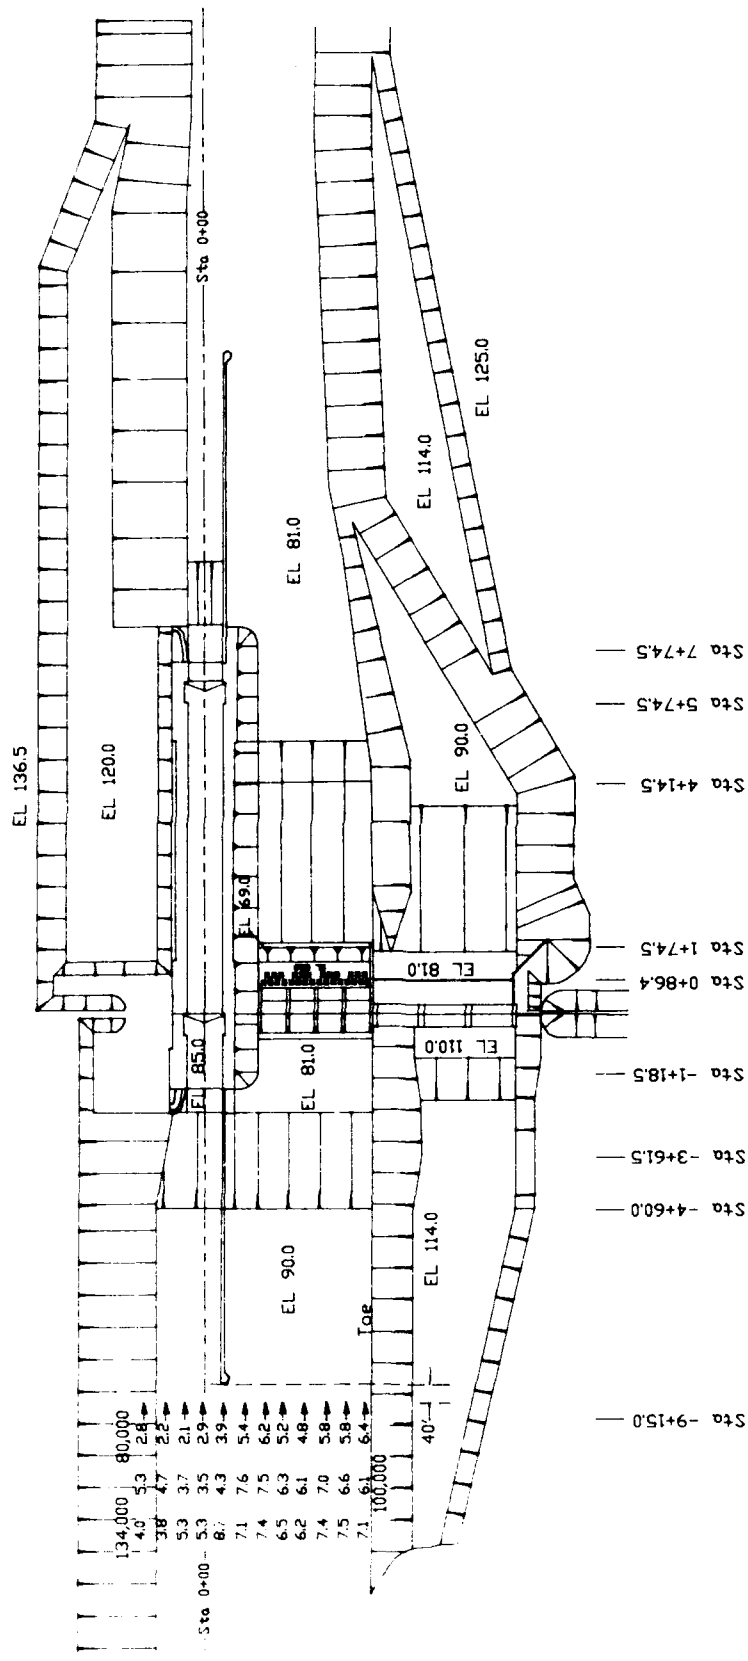 Sta 0+00
EL 125.0
EL 114.0
EL 81.0
EL 136.5
EL 120.0
EL 90.0
EL 69.0
EL 81.0
EL 110.0
EL 85.0
EL 81.0
EL 90.0
EL 114.0
Toe
40'
Sta 0+00
134,000 80,000
4.0 5.3 2.8
3.8 4.7 2.2
5.3 3.7 2.1
5.3 3.5 2.9
8.7 4.3 3.9
7.1 7.6 5.4
7.4 7.5 6.2
6.5 6.3 5.2
6.2 6.1 4.8
7.4 7.0 5.8
7.5 6.6 5.8
7.1 6.1 6.4
100,000
Sta 7+74.5
Sta 5+74.5
Sta 4+14.5
Sta 1+74.5
Sta 0+86.4
Sta -1+18.5
Sta -3+61.5
Sta -4+60.0
Sta -9+15.0